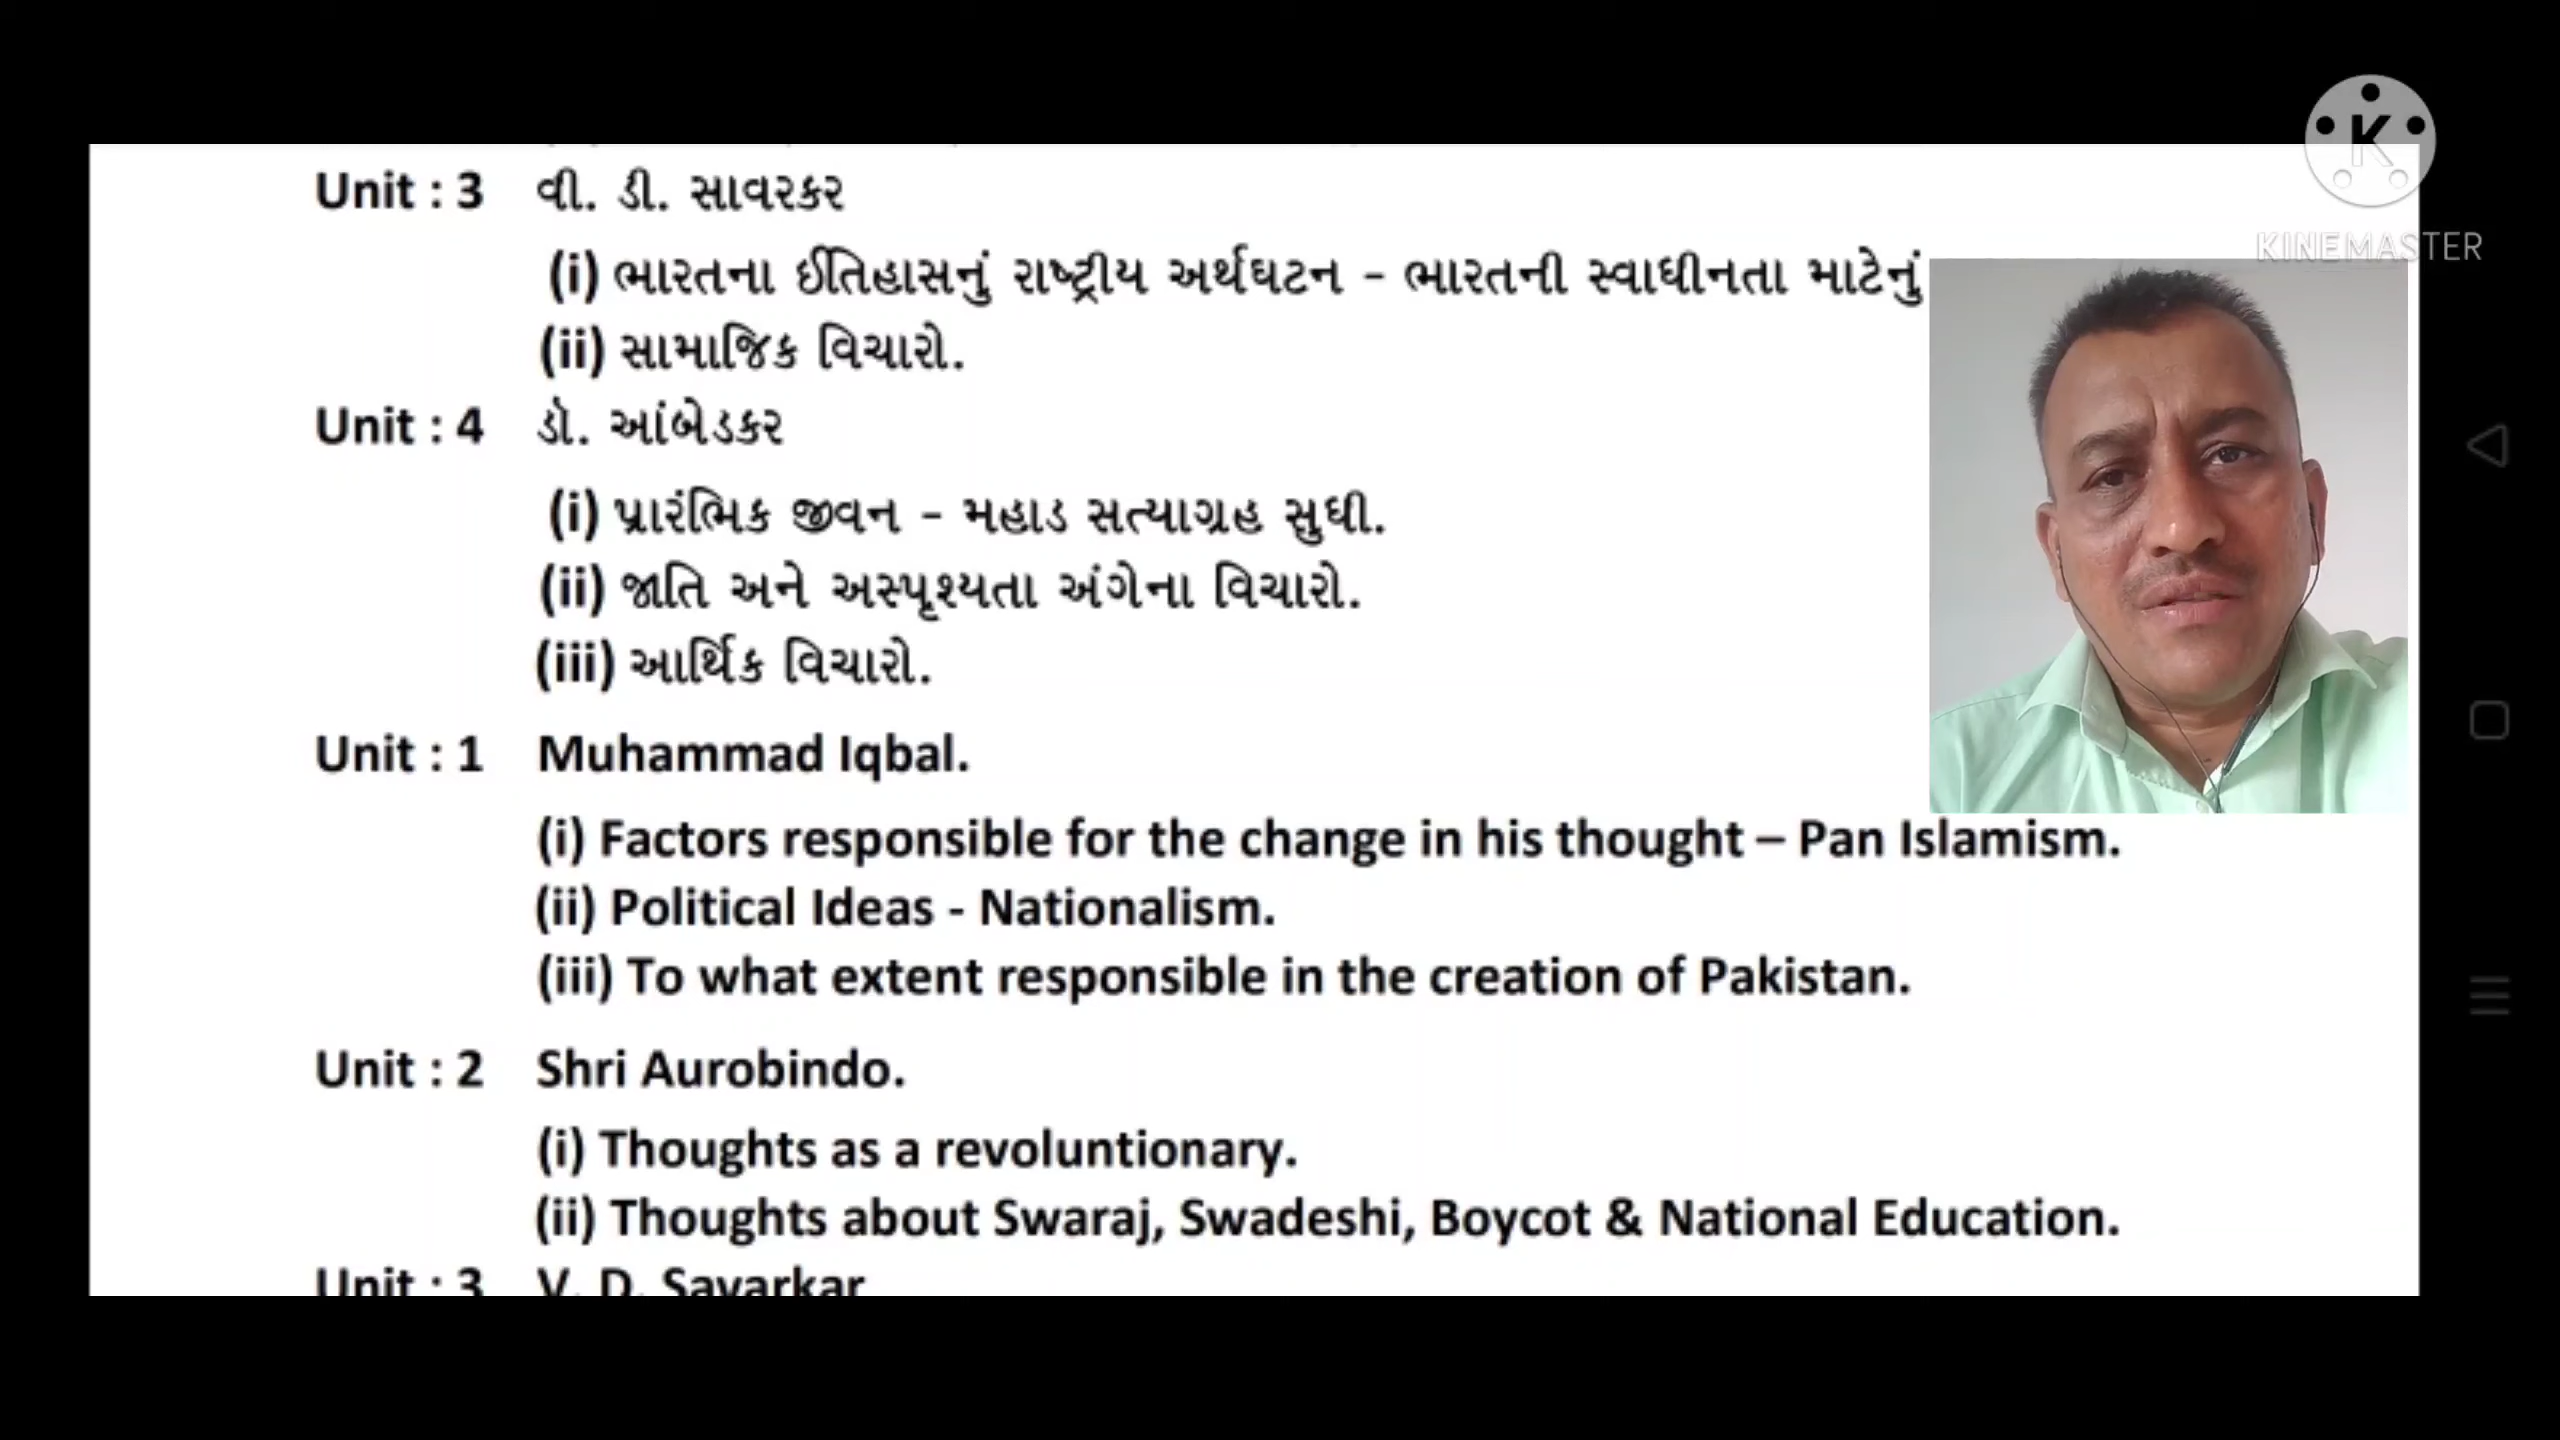 K
KINEMASTER
Unit : 3 વી. ડી. સાવરકર
(i) ભારતના ઈતિહાસનું રાષ્ટ્રીય અર્થઘટન – ભારતની સ્વાધીનતા માટેનું
(ii) સામાજિક વિચારો.
Unit : 4 ડૉ. આંબેડકર
(i) પ્રારંભિક જીવન – મહાડ સત્યાગ્રહ સુધી.
(ii) જાતિ અને અસ્પૃશ્યતા અંગેના વિચારો.
(iii) આર્થિક વિચારો.
Unit : 1 Muhammad Iqbal.
(i) Factors responsible for the change in his thought – Pan Islamism.
(ii) Political Ideas - Nationalism.
(iii) To what extent responsible in the creation of Pakistan.
Unit : 2 Shri Aurobindo.
(i) Thoughts as a revoluntionary.
(ii) Thoughts about Swaraj, Swadeshi, Boycot & National Education.
Unit : 3 V. D. Savarkar